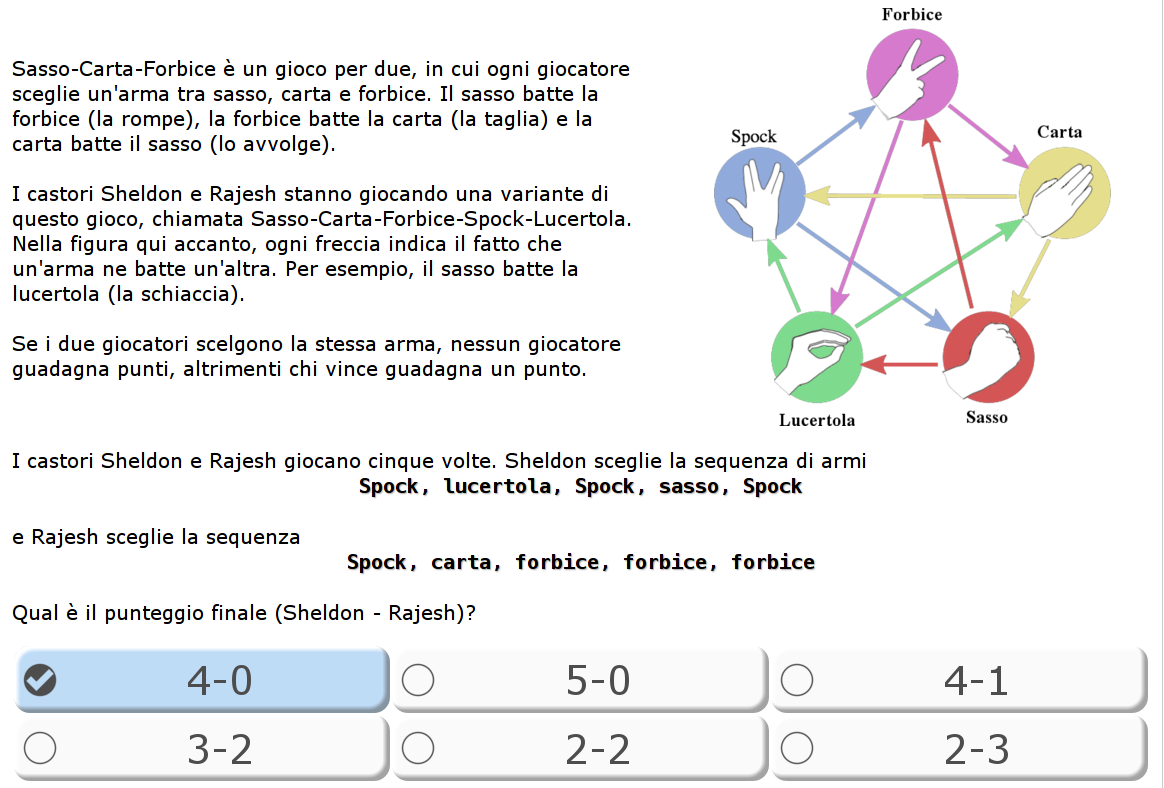 Forbice
Sasso-Carta-Forbice è un gioco per due, in cui ogni giocatore
sceglie un'arma tra sasso, carta e forbice. Il sasso batte la
forbice (la rompe), la forbice batte la carta (la taglia) e la
carta batte il sasso (lo avvolge).
Spock
Carta
I castori Sheldon e Rajesh stanno giocando una variante di
questo gioco, chiamata Sasso-Carta-Forbice-Spock-Lucertola.
Nella figura qui accanto, ogni freccia indica il fatto che
un'arma ne batte un'altra. Per esempio, il sasso batte la
lucertola (la schiaccia).
Se i due giocatori scelgono la stessa arma, nessun giocatore
guadagna punti, altrimenti chi vince guadagna un punto.
Lucertola
Sasso
I castori Sheldon e Rajesh giocano cinque volte. Sheldon sceglie la sequenza di armi
Spock, lucertola, Spock, sasso, Spock
e Rajesh sceglie la sequenza
Spock, carta, forbice, forbice, forbice
Qual è il punteggio finale (Sheldon - Rajesh)?
4-0
5-0
4-1
3-2
2-2
2-3